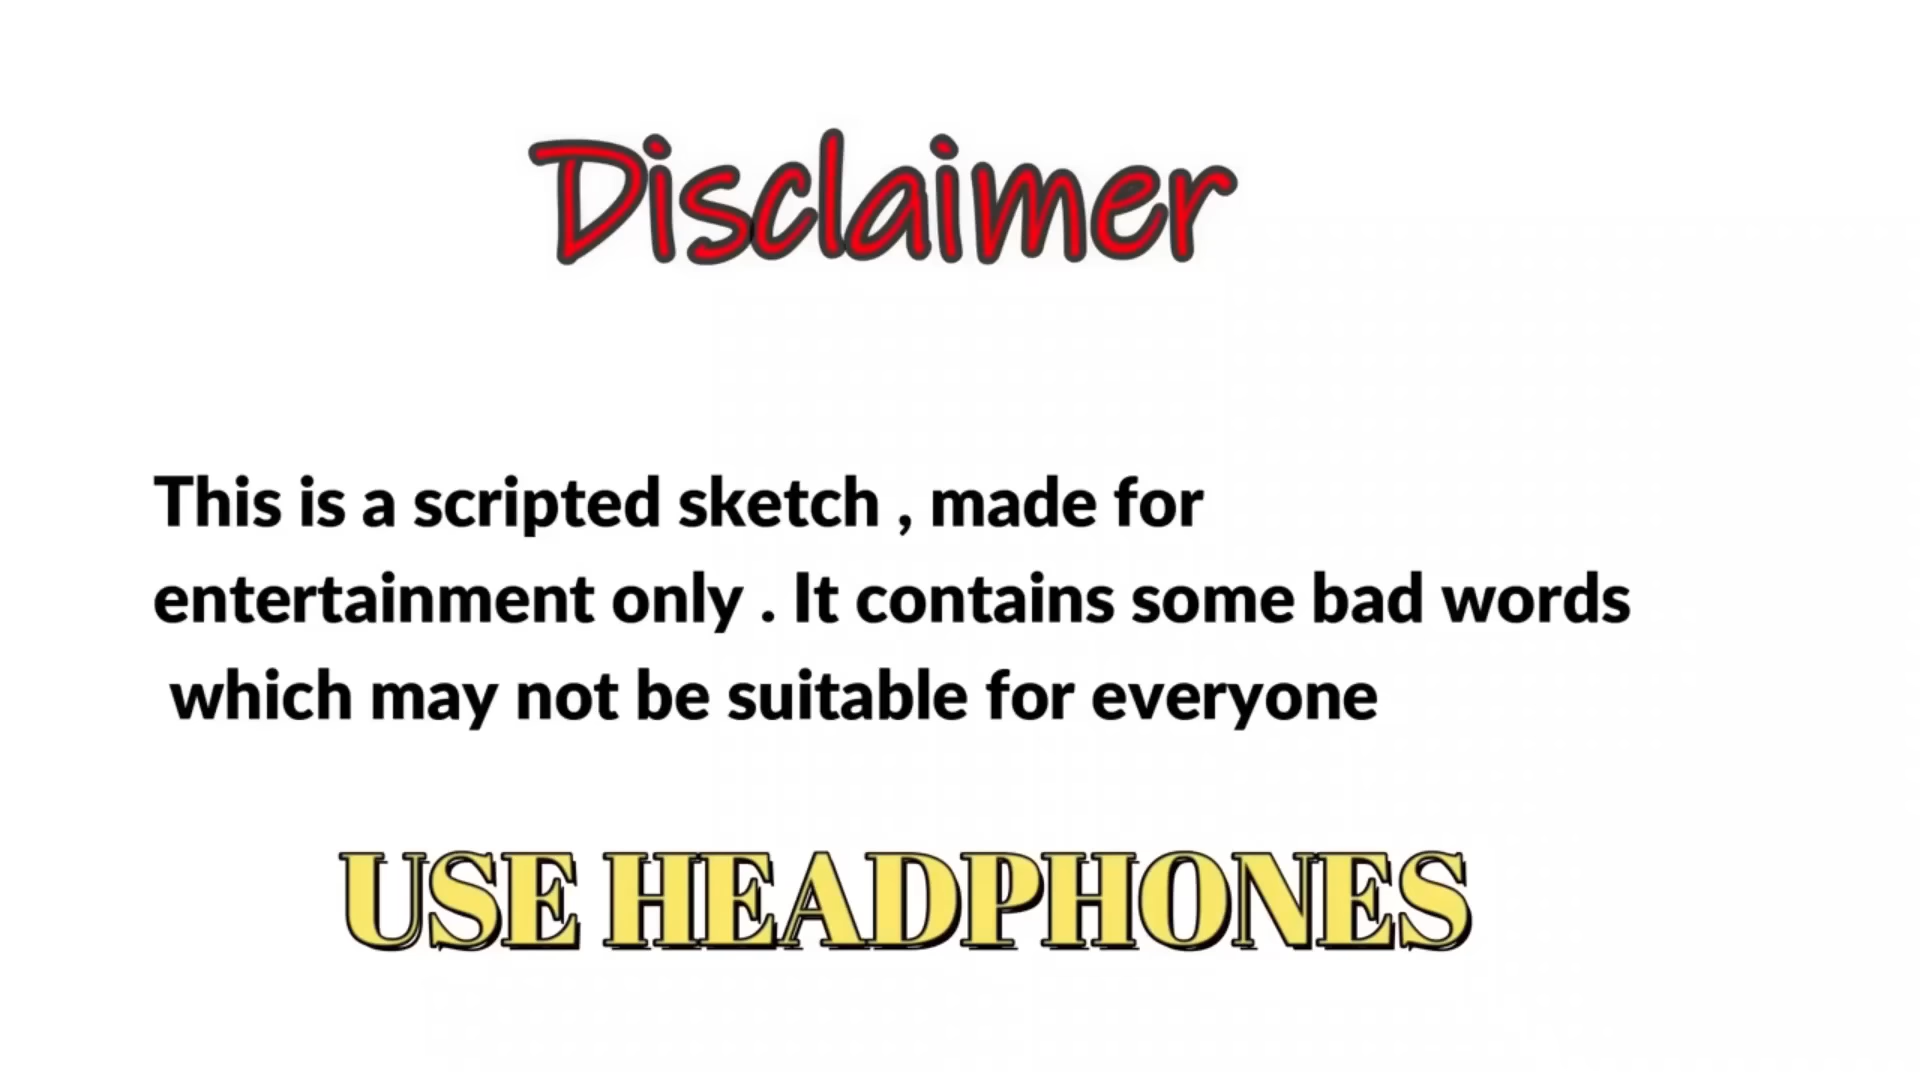 Disclaimer
This is a scripted sketch , made for
entertainment only . It contains some bad words
which may not be suitable for everyone
USE HEADPHONES